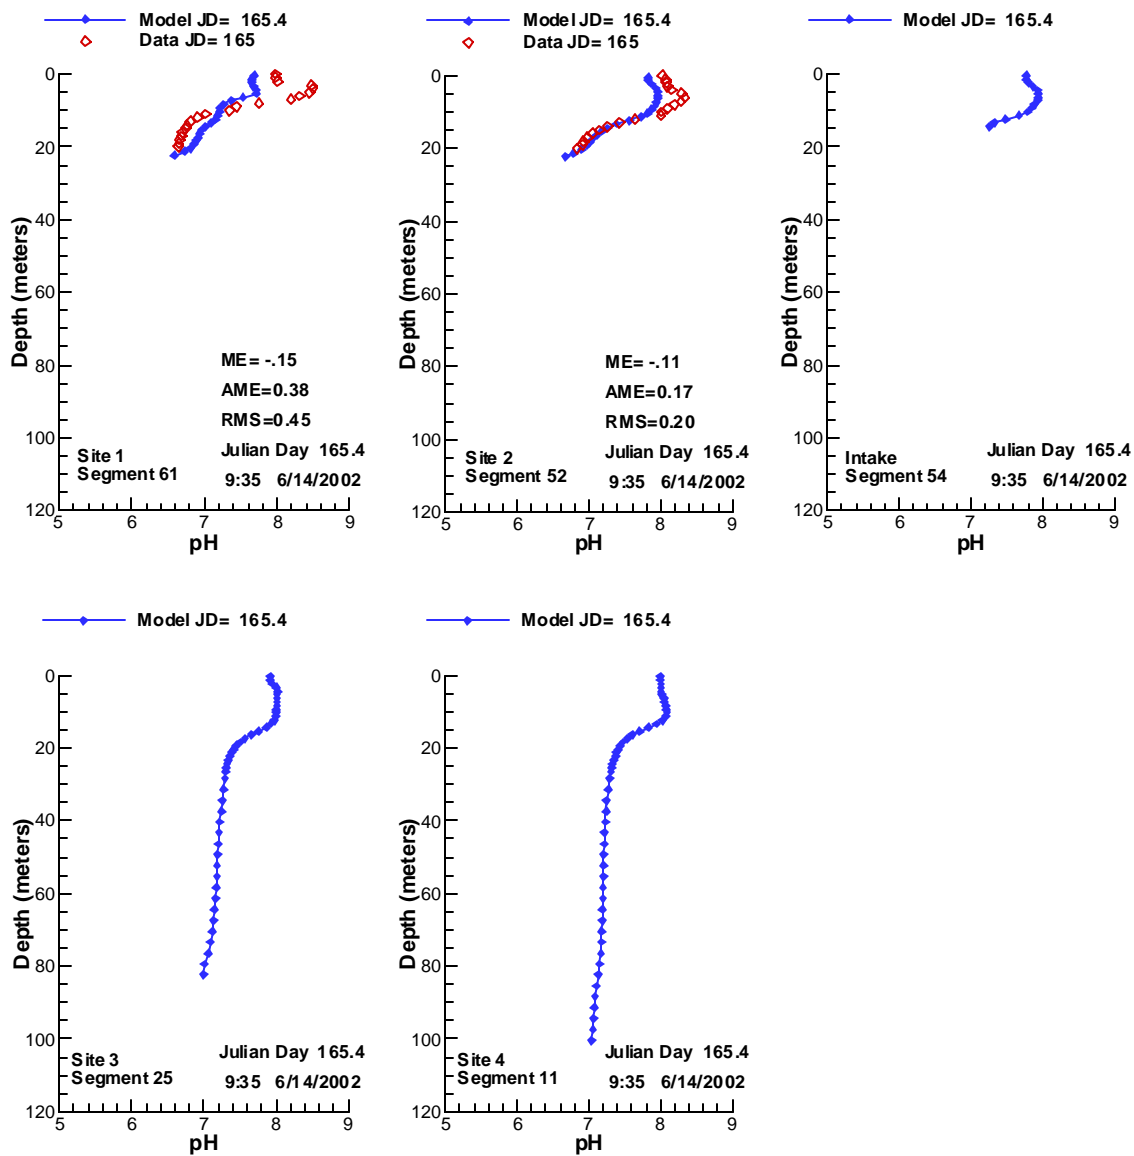 Model JD= 165.4
Data JD= 165
0
20
40
60
80
100
120
Depth (meters)
ME= -.15
AME=0.38
RMS=0.45
Site 1
Segment 61
Julian Day 165.4
9:35 6/14/2002
5 6 7 8 9
pH
Model JD= 165.4
Data JD= 165
0
20
40
60
80
100
120
Depth (meters)
ME= -.11
AME=0.17
RMS=0.20
Site 2
Segment 52
Julian Day 165.4
9:35 6/14/2002
5 6 7 8 9
pH
Model JD= 165.4
0
20
40
60
80
100
120
Depth (meters)
Intake
Segment 54
Julian Day 165.4
9:35 6/14/2002
5 6 7 8 9
pH
Model JD= 165.4
0
20
40
60
80
100
120
Depth (meters)
Site 3
Segment 25
Julian Day 165.4
9:35 6/14/2002
5 6 7 8 9
pH
Model JD= 165.4
0
20
40
60
80
100
120
Depth (meters)
Site 4
Segment 11
Julian Day 165.4
9:35 6/14/2002
5 6 7 8 9
pH